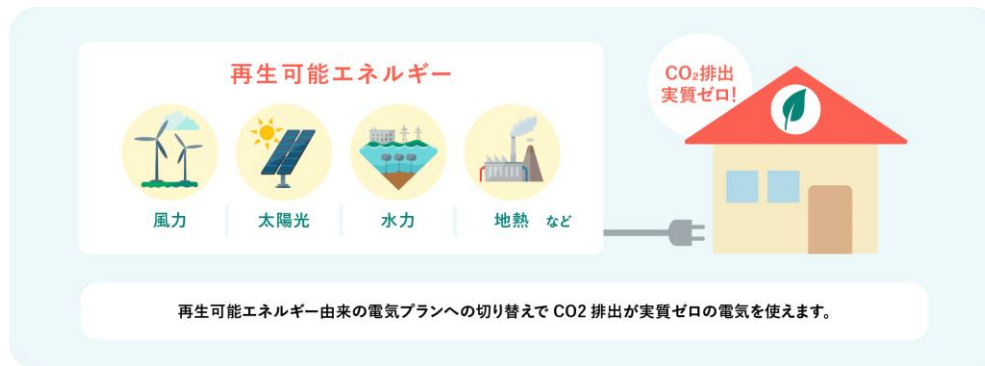 再生可能エネルギー
CO₂排出
実質ゼロ!
風力
太陽光
水力
地熱 など
再生可能エネルギー由来の電気プランへの切り替えで CO2 排出が実質ゼロの電気を使えます。